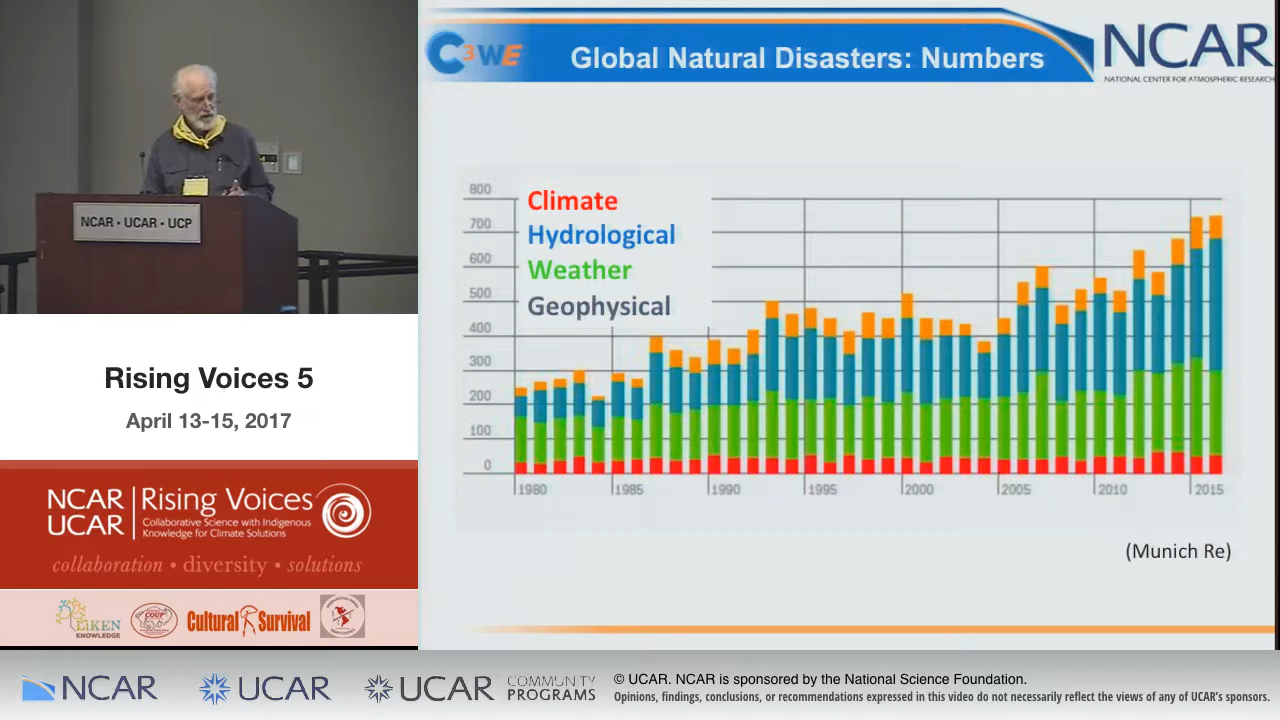 NCAR • UCAR • UCP
Rising Voices 5
April 13-15, 2017
NCAR
UCAR
Rising Voices
Collaborative Science with Indigenous
Knowledge for Climate Solutions
collaboration • diversity • solutions
LiKEN
KNOWLEDGE
COUP
Cultural Survival
C3WE
Global Natural Disasters: Numbers
NCAR
NATIONAL CENTER FOR ATMOSPHERIC RESEARCH
Climate
Hydrological
Weather
Geophysical
800
700
600
500
400
300
200
100
0
1980 1985 1990 1995 2000 2005 2010 2015
(Munich Re)
NCAR
UCAR
UCAR
COMMUNITY
PROGRAMS
© UCAR. NCAR is sponsored by the National Science Foundation.
Opinions, findings, conclusions, or recommendations expressed in this video do not necessarily reflect the views of any of UCAR's sponsors.